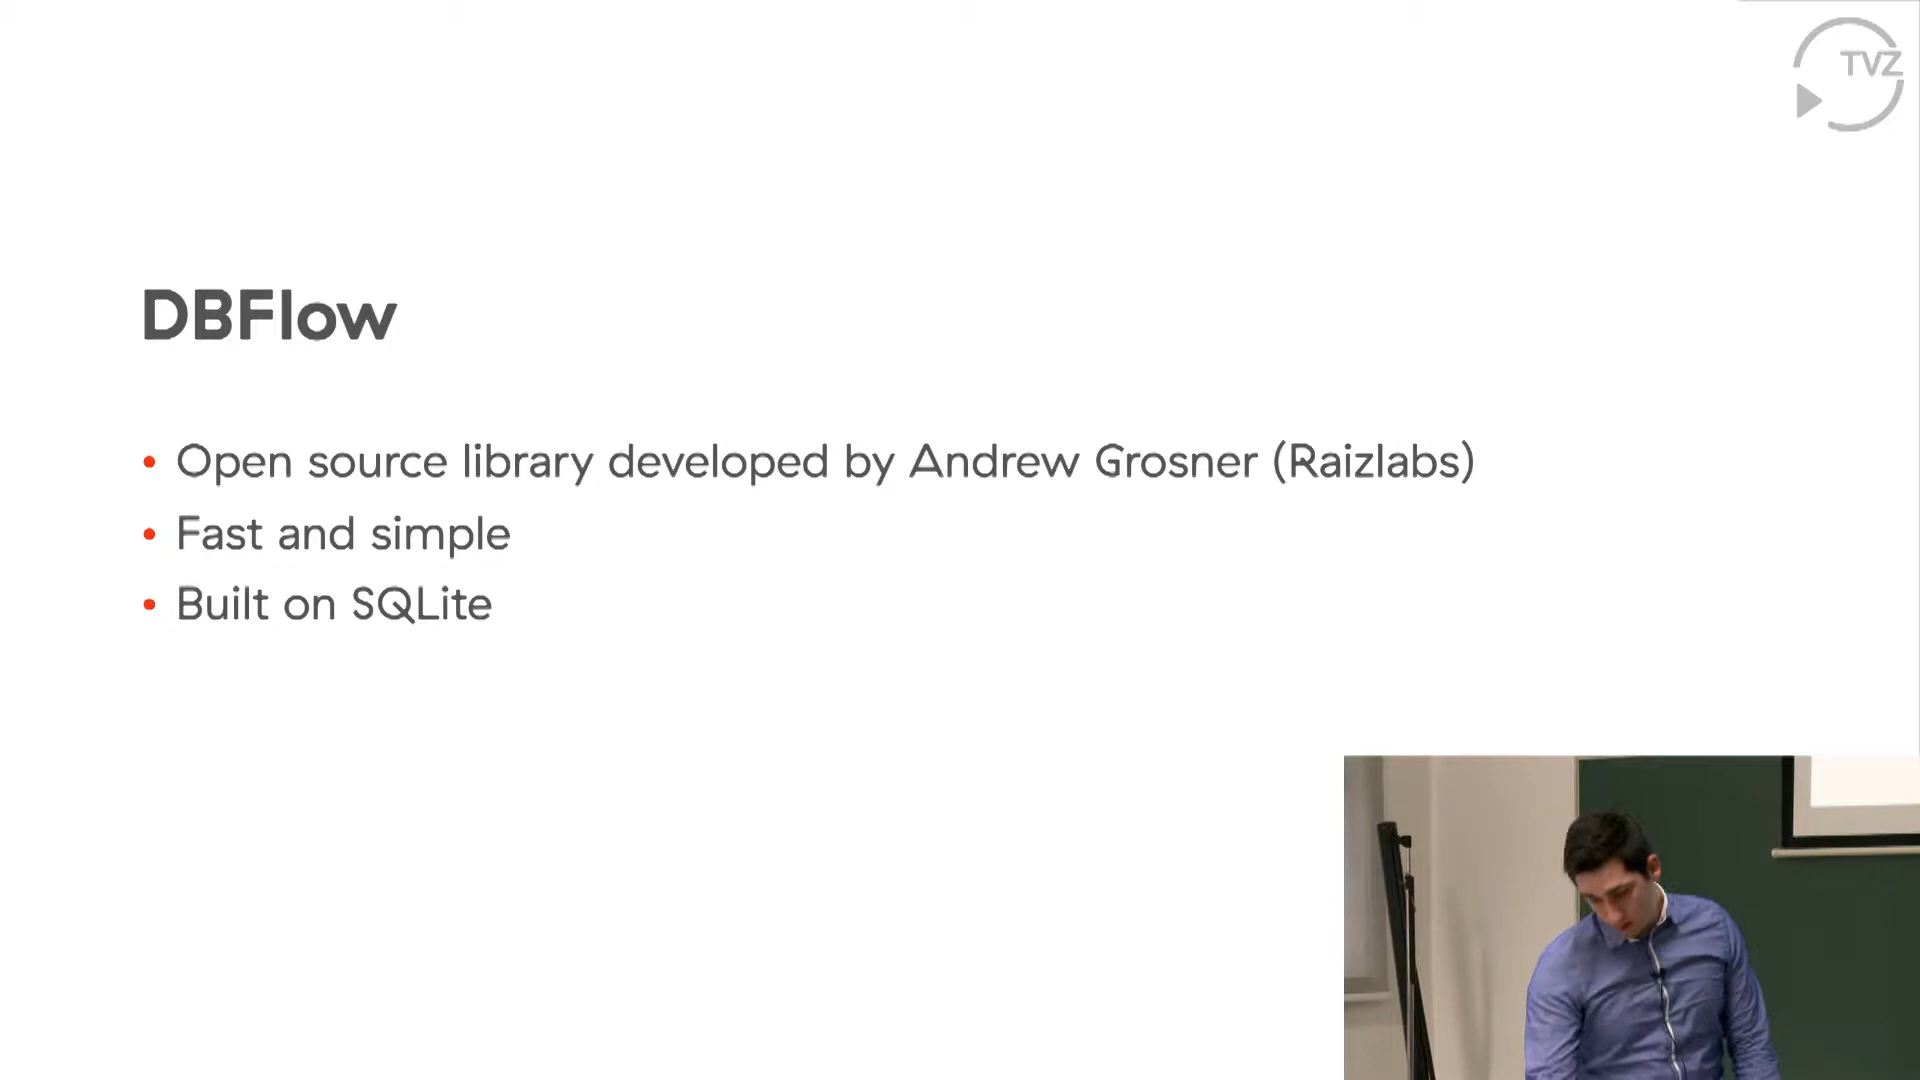 TVZ
DBFlow
• Open source library developed by Andrew Grosner (Raizlabs)
• Fast and simple
• Built on SQLite